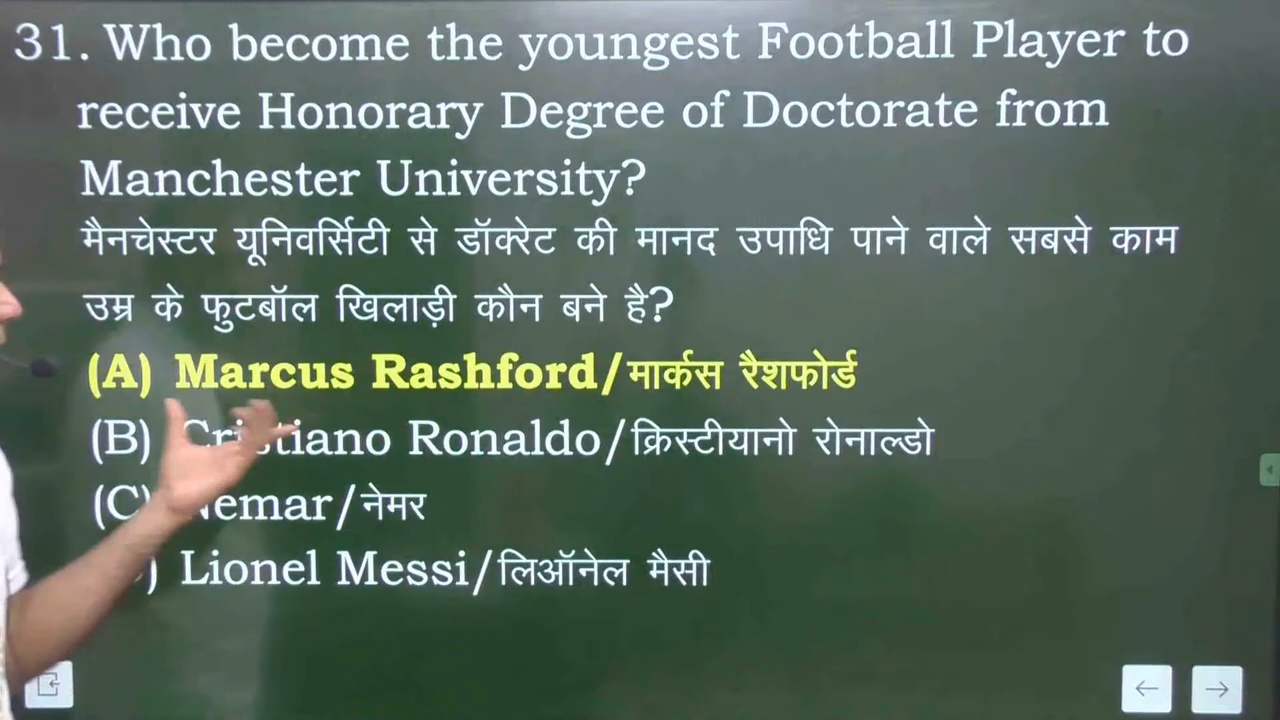 31. Who become the youngest Football Player to
receive Honorary Degree of Doctorate from
Manchester University?
मैनचेस्टर यूनिवर्सिटी से डॉक्रेट की मानद उपाधि पाने वाले सबसे काम
उम्र के फुटबॉल खिलाड़ी कौन बने है?
(A) Marcus Rashford/मार्कस रैशफोर्ड
(B) Cristiano Ronaldo/क्रिस्टीयानो रोनाल्डो
(C) Nemar/नेमर
) Lionel Messi/लिऑनेल मैसी